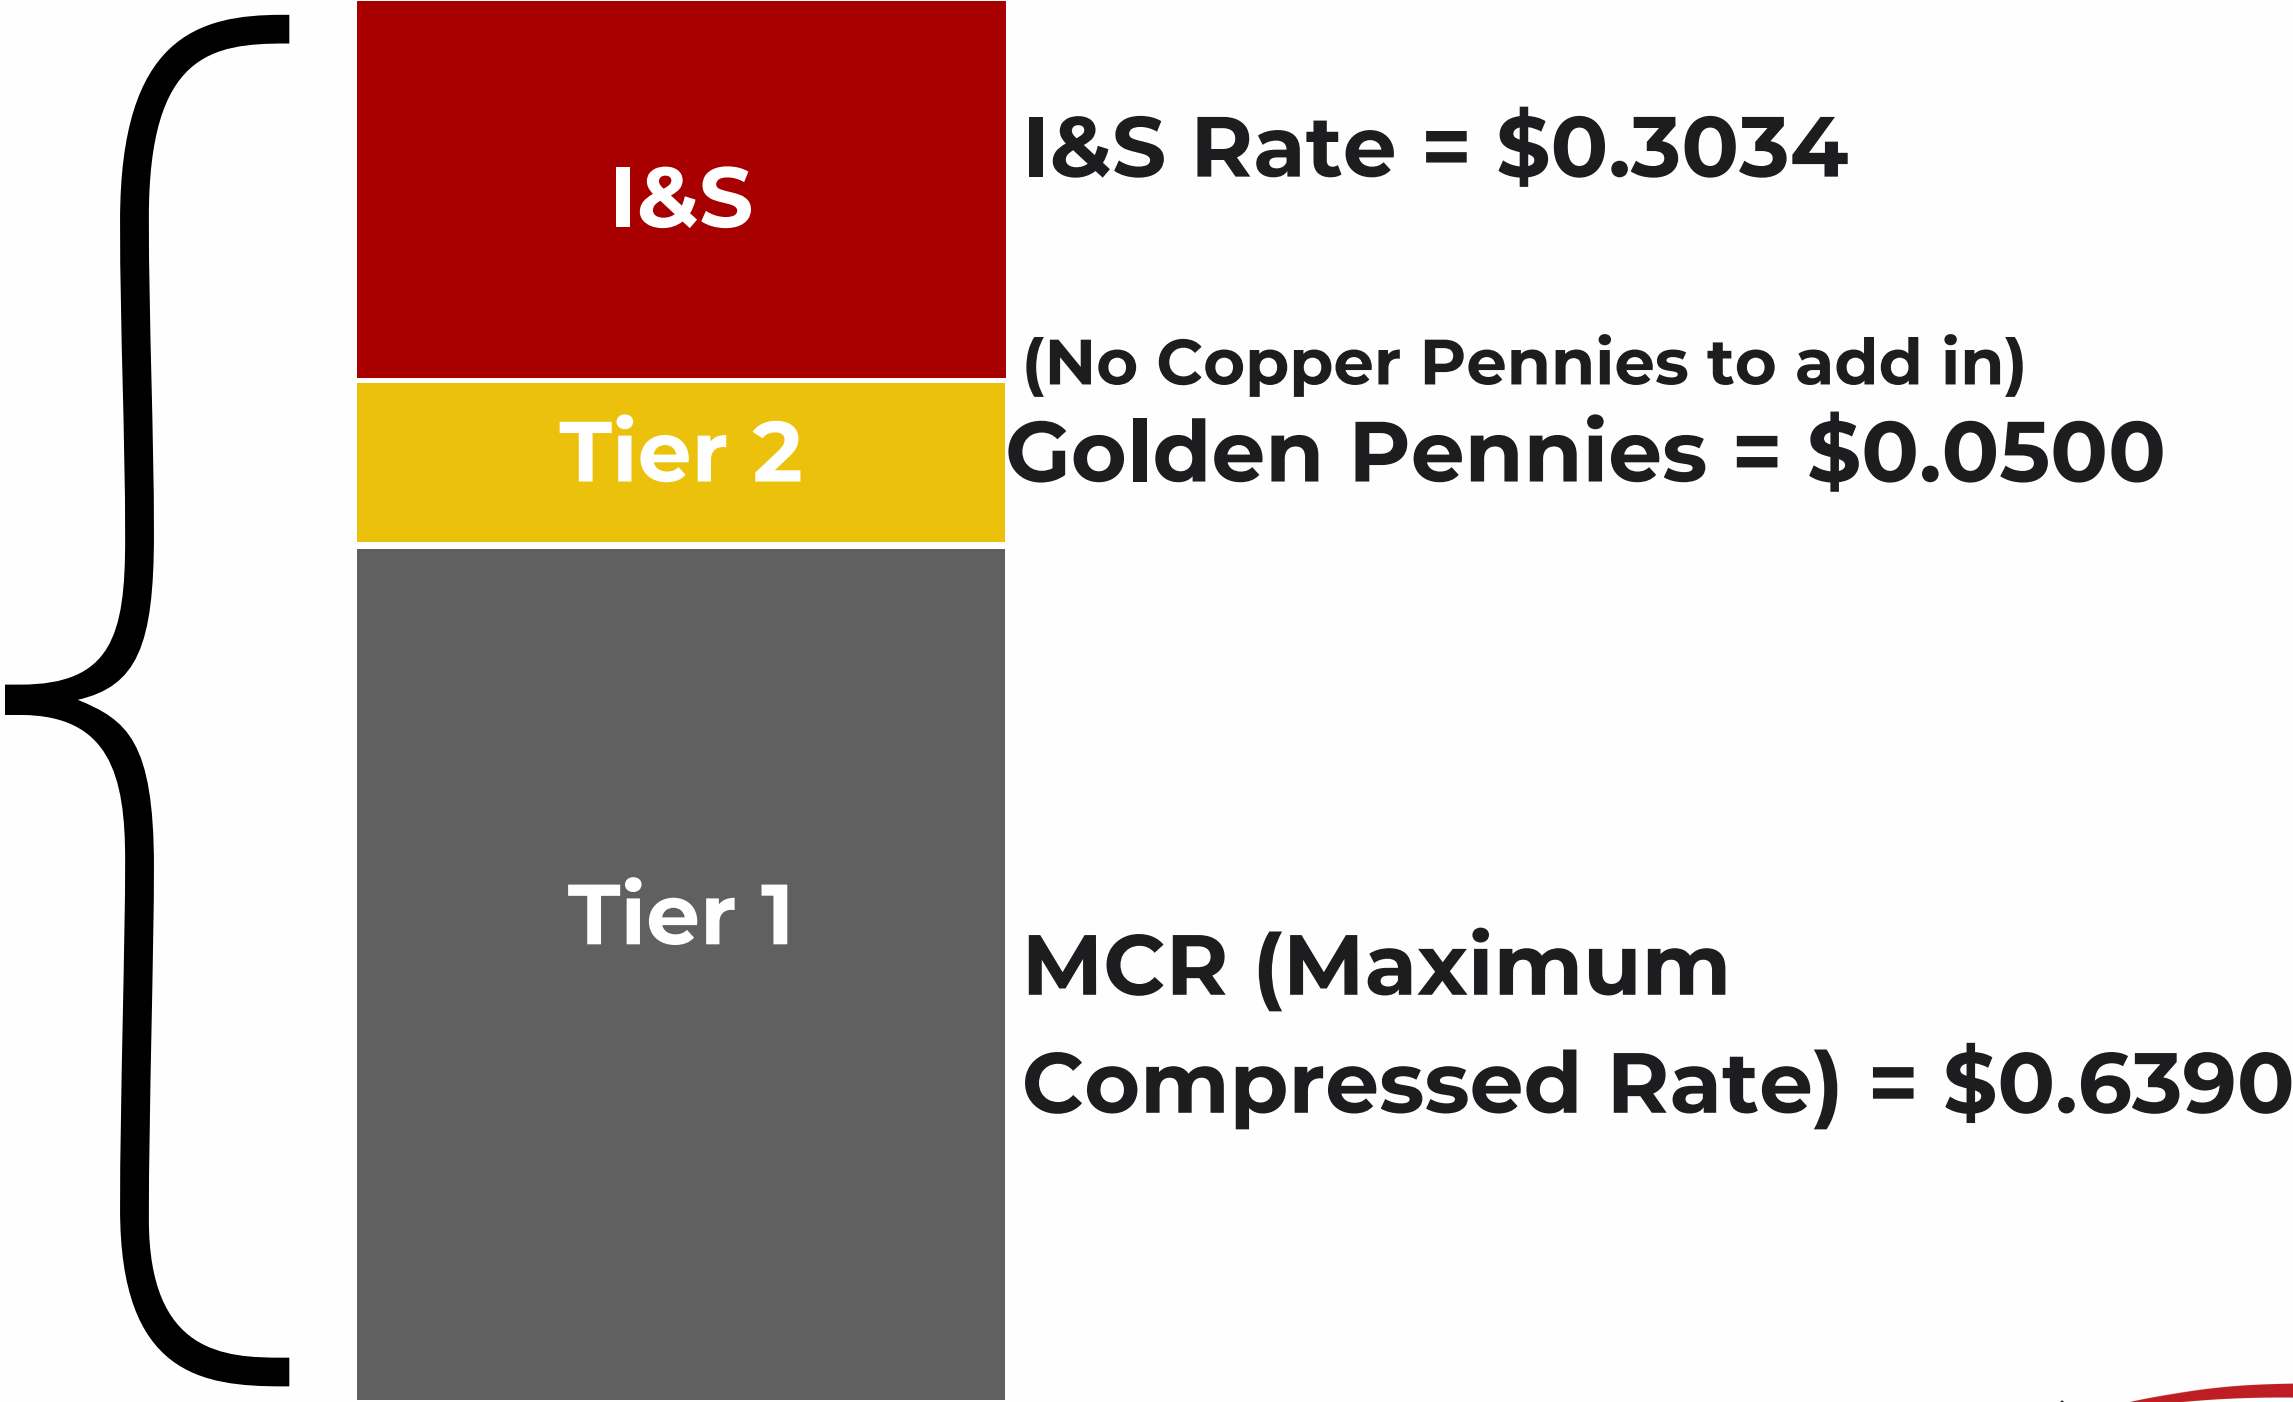 I&S
I&S Rate = $0.3034
(No Copper Pennies to add in)
Tier 2
Golden Pennies = $0.0500
Tier 1
MCR (Maximum
Compressed Rate) = $0.6390